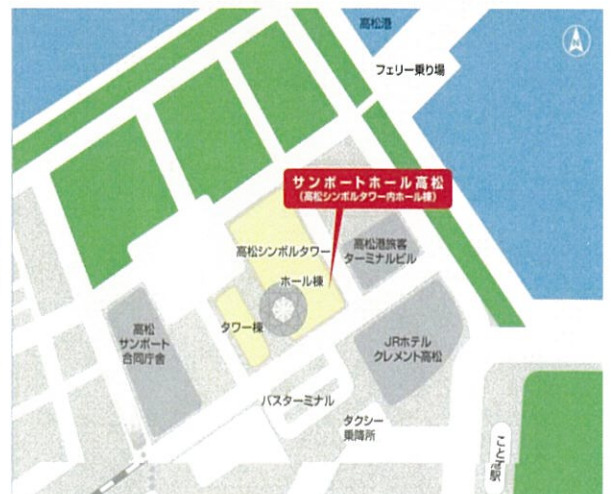 高松港
フェリー乗り場
サンポートホール高松
(高松シンボルタワー内ホール棟)
高松シンボルタワー
高松港旅客
ターミナルビル
ホール棟
タワー棟
高松
サンポート
合同庁舎
JRホテル
クレメント高松
バスターミナル
タクシー
乗降所